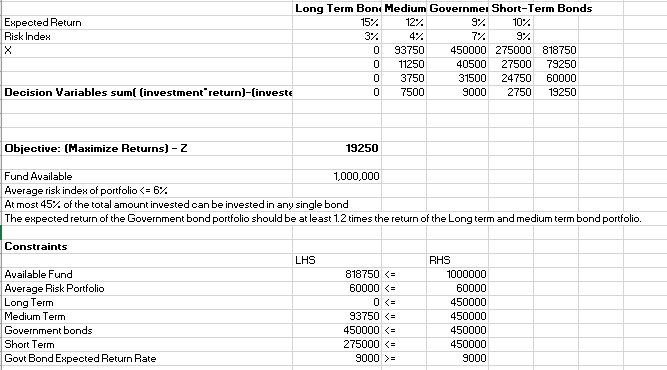 Long Term Bon Medium Governme Short-Term Bonds
Expected Return 15% 12% 9% 10%
Risk Index 3% 4% 7% 9%
X 0 93750 450000 275000 818750
0 11250 40500 27500 79250
0 3750 31500 24750 60000
Decision Variables sum( (investment*return)-(investe 0 7500 9000 2750 19250
Objective: (Maximize Returns) - Z 19250
Fund Available 1,000,000
Average risk index of portfolio <= 6%
At most 45% of the total amount invested can be invested in any single bond
The expected return of the Government bond portfolio should be at least 1.2 times the return of the Long term and medium term bond portfolio.
Constraints
LHS RHS
Available Fund 818750 <= 1000000
Average Risk Portfolio 60000 <= 60000
Long Term 0 <= 450000
Medium Term 93750 <= 450000
Government bonds 450000 <= 450000
Short Term 275000 <= 450000
Govt Bond Expected Return Rate 9000 >= 9000